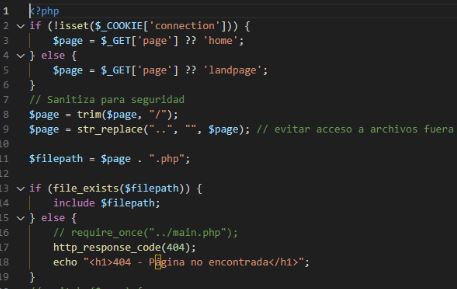 1 <?php
2 if (!isset($_COOKIE['connection'])) {
3 $page = $_GET['page'] ?? 'home';
4 } else {
5 $page = $_GET['page'] ?? 'landpage';
6 }
7 // Sanitiza para seguridad
8 $page = trim($page, "/");
9 $page = str_replace("..", "", $page); // evitar acceso a archivos fuera
10
11 $filepath = $page . ".php";
12
13 if (file_exists($filepath)) {
14 include $filepath;
15 } else {
16 // require_once("../main.php");
17 http_response_code(404);
18 echo "<h1>404 - Página no encontrada</h1>";
19 }